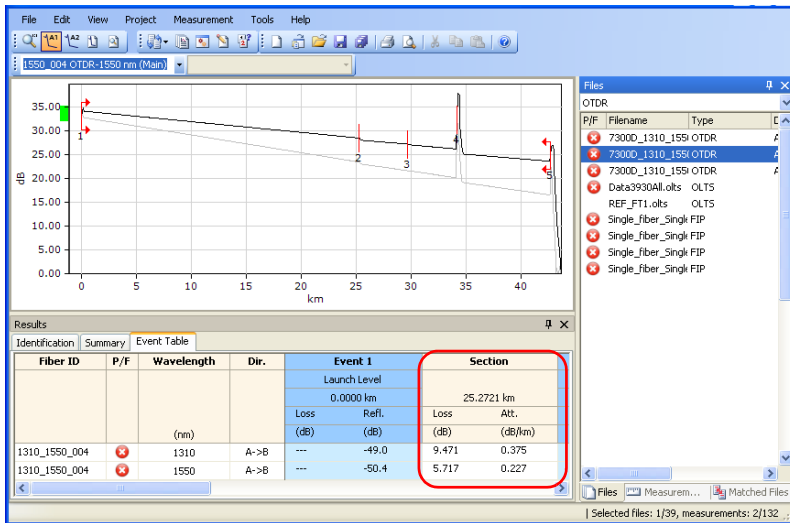 File Edit View Project Measurement Tools Help
A1 A2
1550_004 OTDR-1550 nm (Main)
35.00
30.00
25.00
20.00
15.00
10.00
5.00
0.00
dB
1 2 3 4 5
0 5 10 15 20 25 30 35 40
km
Files
OTDR
P/F Filename Type
7300D_1310_155( OTDR
7300D_1310_155( OTDR
7300D_1310_155( OTDR
Data3930All.olts OLTS
REF_FT1.olts OLTS
Single_fiber_Singl FIP
Single_fiber_Singl FIP
Single_fiber_Singl FIP
Single_fiber_Singl FIP
Results
Identification Summary Event Table
Fiber ID P/F Wavelength Dir. Event 1 Section
Launch Level
0.0000 km 25.2721 km
Loss Refl. Loss Att.
(nm) (dB) (dB) (dB) (dB/km)
1310_1550_004 1310 A->B --- -49.0 9.471 0.375
1310_1550_004 1550 A->B --- -50.4 5.717 0.227
Files Measurem... Matched Files
Selected files: 1/39, measurements: 2/132